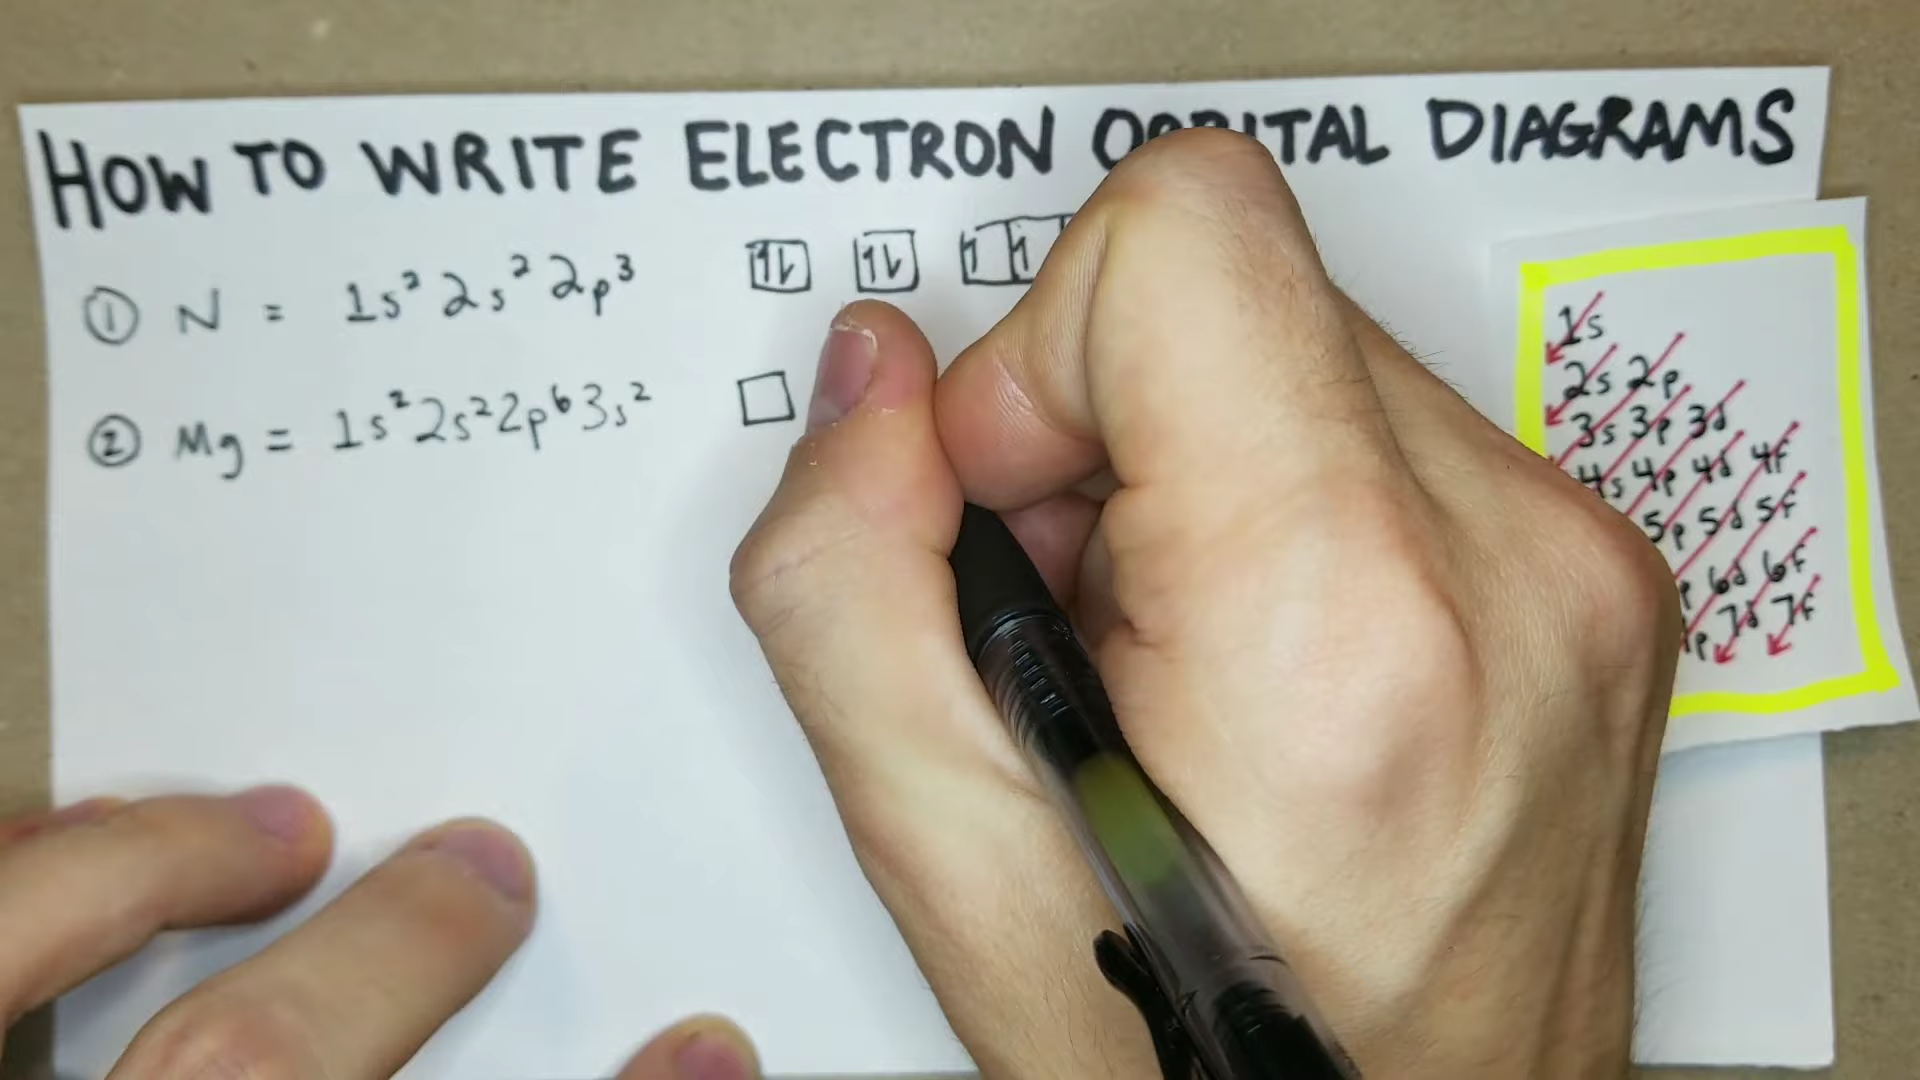 HOW TO WRITE ELECTRON ORBITAL DIAGRAMS
① N = 1s² 2s² 2p³ ↿⇂ ↿⇂ ↿ ↿
② Mg = 1s² 2s² 2p⁶ 3s²
1s
2s 2p
3s 3p 3d
4s 4p 4d 4f
5p 5d 5f
6d 6f
7d 7f